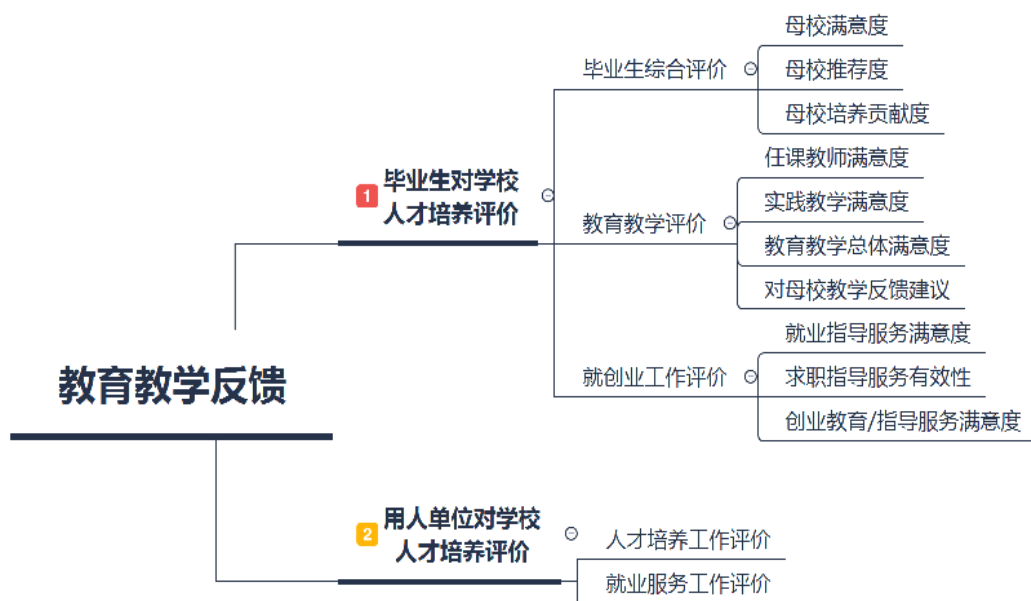 母校满意度
毕业生综合评价
母校推荐度
母校培养贡献度
1
毕业生对学校
人才培养评价
任课教师满意度
实践教学满意度
教育教学评价
教育教学总体满意度
对母校教学反馈建议
就业指导服务满意度
就创业工作评价
求职指导服务有效性
创业教育/指导服务满意度
教育教学反馈
2
用人单位对学校
人才培养评价
人才培养工作评价
就业服务工作评价